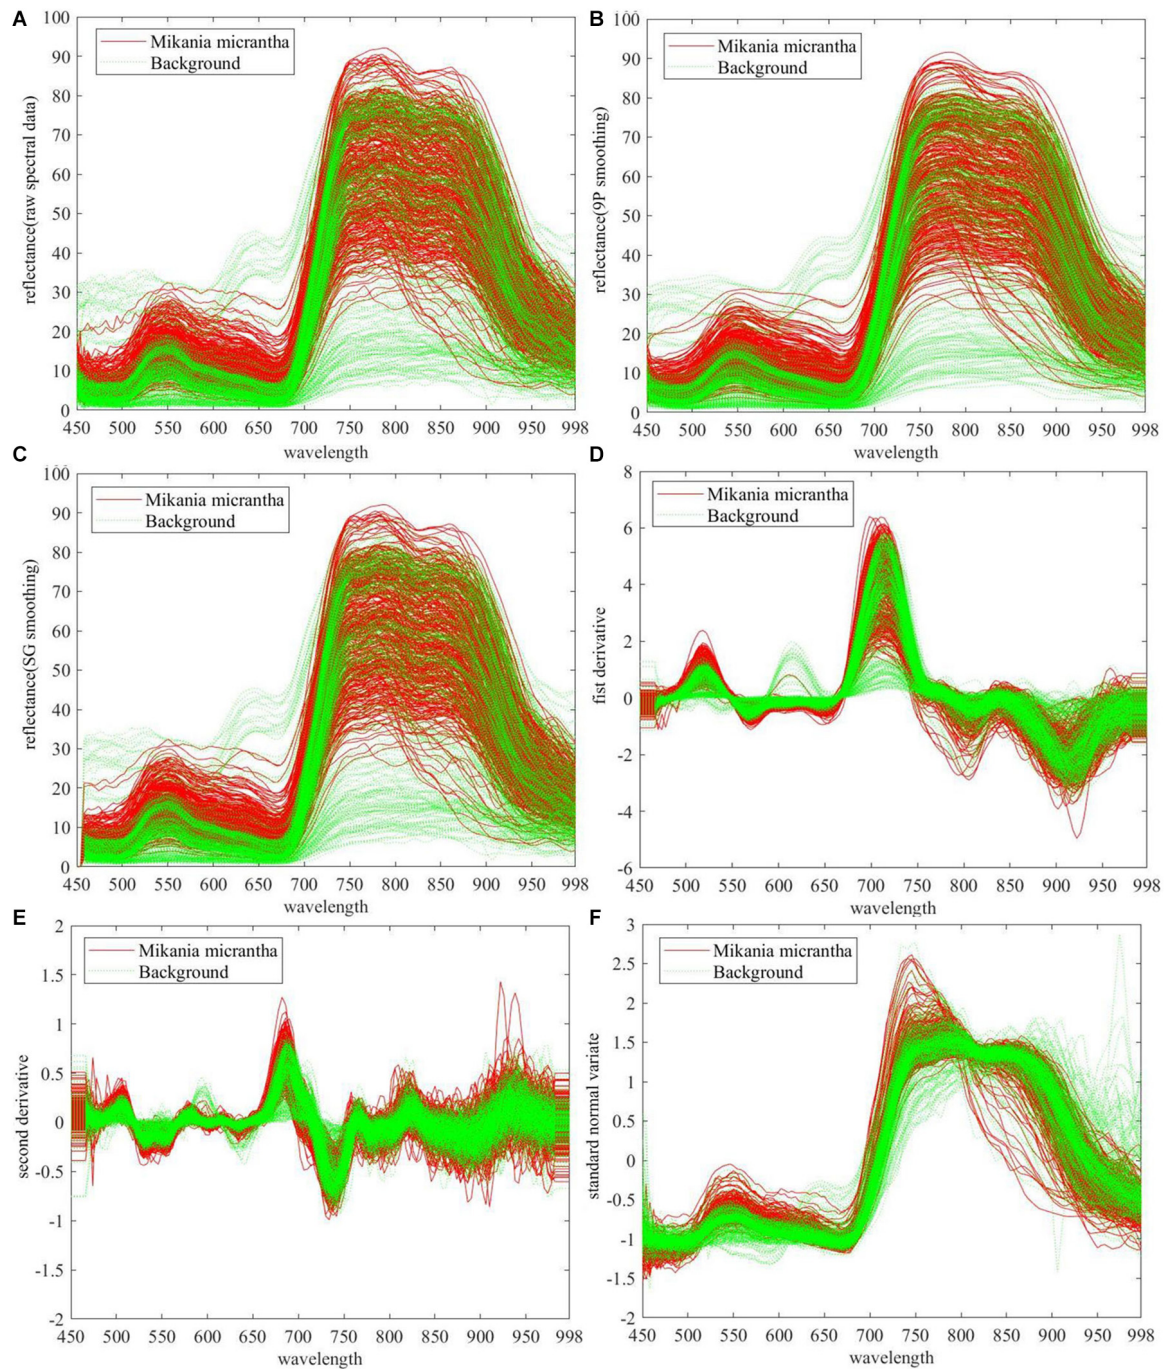 A
100
90
80
70
60
50
40
30
20
10
0
reflectance(raw spectral data)
Mikania micrantha
Background
450 500 550 600 650 700 750 800 850 900 950 998
wavelength
B
100
90
80
70
60
50
40
30
20
10
0
reflectance(9P smoothing)
Mikania micrantha
Background
450 500 550 600 650 700 750 800 850 900 950 998
wavelength
C
100
90
80
70
60
50
40
30
20
10
0
reflectance(SG smoothing)
Mikania micrantha
Background
450 500 550 600 650 700 750 800 850 900 950 998
wavelength
D
8
6
4
2
0
-2
-4
-6
fist derivative
Mikania micrantha
Background
450 500 550 600 650 700 750 800 850 900 950 998
wavelength
E
2
1.5
1
0.5
0
-0.5
-1
-1.5
-2
second derivative
Mikania micrantha
Background
450 500 550 600 650 700 750 800 850 900 950 998
wavelength
F
3
2.5
2
1.5
1
0.5
0
-0.5
-1
-1.5
-2
standard normal variate
Mikania micrantha
Background
450 500 550 600 650 700 750 800 850 900 950 998
wavelength